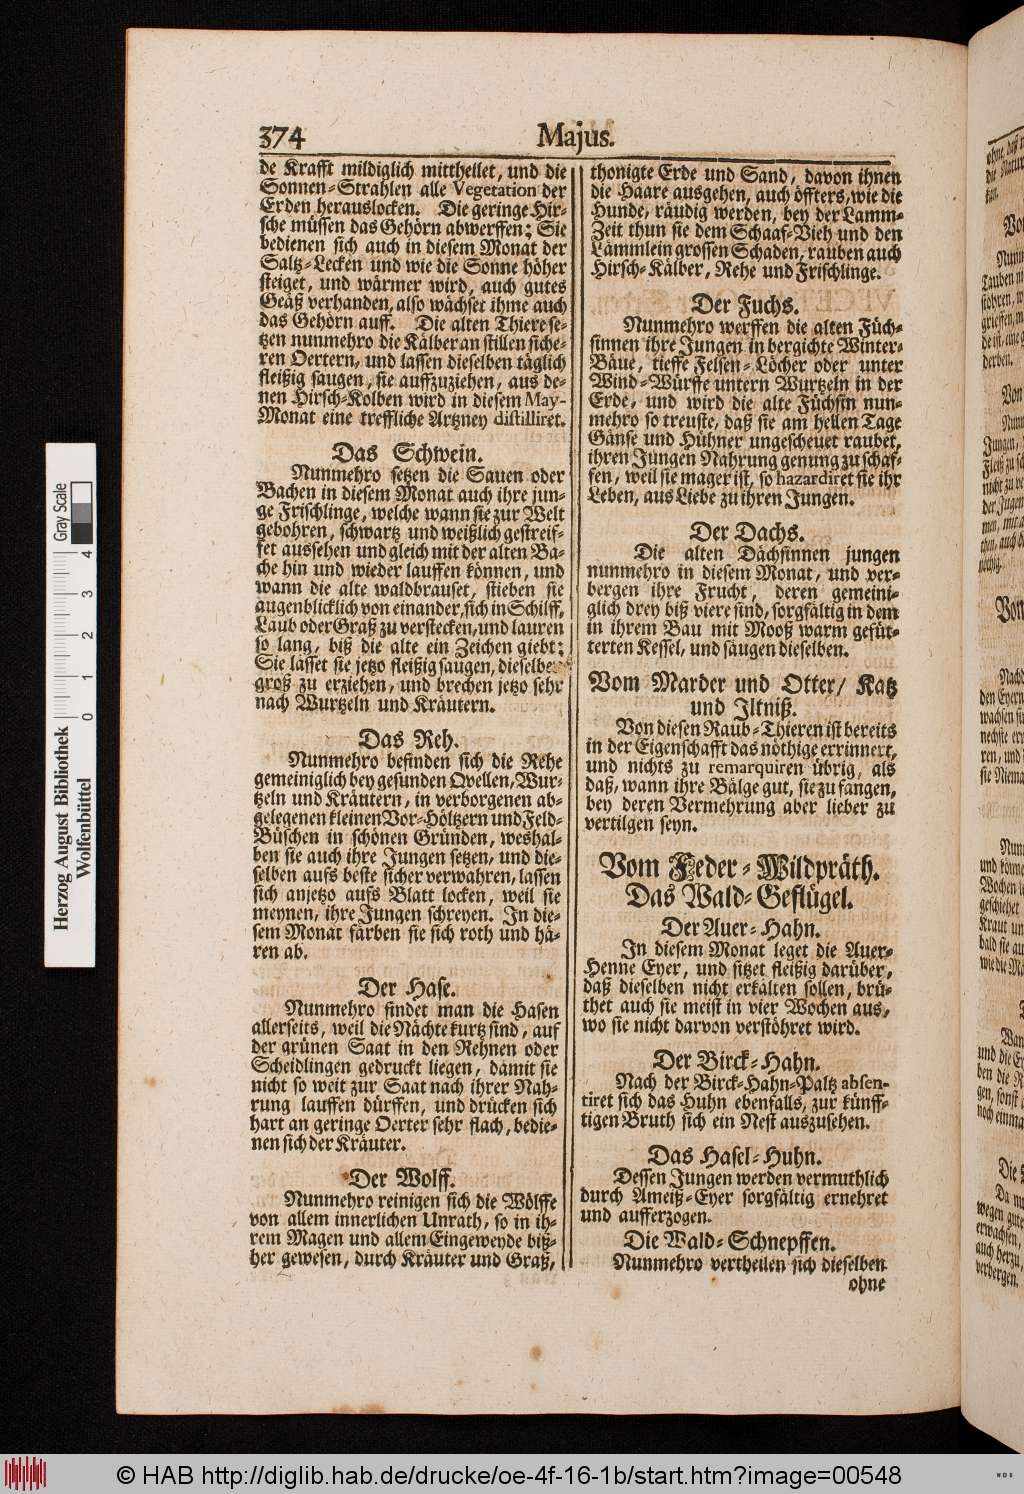 374
Majus.
de Krafft mildiglich mittheilet, und die
Sonnen-Strahlen alle Vegetation der
Erden herauslocken. Die geringe Hir-
sche müssen das Gehörn abwerffen; Sie
bedienen sich auch in diesem Monat der
Saltz-Lecken und wie die Sonne höher
steiget, und wärmer wird, auch gutes
Geäß verhanden, also wächset ihme auch
das Gehörn auff. Die alten Thiere se-
tzen nunmehro die Kälber an stillen siche-
ren Oertern, und lassen dieselben täglich
fleißig saugen, sie auffzuziehen, aus de-
nen Hirsch-Kolben wird in diesem May-
Monat eine treffliche Artzney distilliret.
Das Schwein.
Nunmehro setzen die Sauen oder
Bachen in diesem Monat auch ihre jun-
ge Frischlinge, welche wann sie zur Welt
gebohren, schwartz und weißlich gestreif-
fet aussehen und gleich mit der alten Ba-
che hin und wieder lauffen können, und
wann die alte waldbrauset, stieben sie
augenblicklich von einander, sich in Schilff,
Laub oder Graß zu verstecken, und lauren
so lang, biß die alte ein Zeichen giebt;
Sie lässet sie jetzo fleißig saugen, dieselben
groß zu erziehen, und brechen jetzo sehr
nach Wurtzeln und Kräutern.
Das Reh.
Nunmehro befinden sich die Rehe
gemeiniglich bey gesunden Qvellen, Wur-
tzeln und Kräutern, in verborgenen ab-
gelegenen kleinen Vor-Höltzern und Feld-
Büschen in schönen Gründen, weshal-
ben sie auch ihre Jungen setzen, und die-
selben aufs beste sicher verwahren, lassen
sich anjetzo aufs Blatt locken, weil sie
meynen, ihre Jungen schreyen. In die-
sem Monat färben sie sich roth und hä-
ren ab.
Der Hase.
Nunmehro findet man die Hasen
allerseits, weil die Nächte kurtz sind, auf
der grünen Saat in den Rehnen oder
Scheidlingen gedruckt liegen, damit sie
nicht so weit zur Saat nach ihrer Nah-
rung lauffen dürffen, und drücken sich
hart an geringe Oerter sehr flach, bedie-
nen sich der Kräuter.
Der Wolff.
Nunmehro reinigen sich die Wölffe
von allem innerlichen Unrath, so in ih-
rem Magen und allem Eingeweyde biß-
her gewesen, durch Kräuter und Graß,
thonigte Erde und Sand, davon ihnen
die Haare ausgehen, auch öffters, wie die
Hunde, räudig werden, bey der Lamm-
Zeit thun sie dem Schaaf-Vieh und den
Lämmlein grossen Schaden, rauben auch
Hirsch-Kälber, Rehe und Frischlinge.
Der Fuchs.
Nunmehro werffen die alten Füch-
sinnen ihre Jungen in bergichte Winter-
Bäue, tieffe Felsen-Löcher oder unter
Wind-Würffe untern Wurtzeln in der
Erde, und wird die alte Füchsin nun-
mehro so treuste, daß sie am hellen Tage
Gänse und Hühner ungescheuet raubet,
ihren Jungen Nahrung genung zu schaf-
fen, weil sie mager ist, so hazardiret sie ihr
Leben, aus Liebe zu ihren Jungen.
Der Dachs.
Die alten Dächsinnen jungen
nunmehro in diesem Monat, und ver-
bergen ihre Frucht, deren gemeini-
glich drey biß viere sind, sorgfältig in dem
in ihrem Bau mit Mooß warm gefüt-
terten Kessel, und säugen dieselben.
Vom Marder und Otter/ Katz
und Iltniß.
Von diesen Raub-Thieren ist bereits
in der Eigenschafft das nöthige errinnert,
und nichts zu remarquiren übrig, als
daß, wann ihre Bälge gut, sie zu fangen,
bey deren Vermehrung aber lieber zu
vertilgen seyn.
Vom Feder-Wildpräth.
Das Wald-Geflügel.
Der Auer-Hahn.
In diesem Monat leget die Auer-
Henne Eyer, und sitzet fleißig darüber,
daß dieselben nicht erkälten sollen, brü-
thet auch sie meist in vier Wochen aus,
wo sie nicht darvon verstöhret wird.
Der Birck-Hahn.
Nach der Birck-Hahn-Paltz absen-
tiret sich das Huhn ebenfalls, zur künff-
tigen Bruth sich ein Nest auszusehen.
Das Hasel-Huhn.
Dessen Jungen werden vermuthlich
durch Ameiß-Eyer sorgfältig ernehret
und aufferzogen.
Die Wald-Schnepffen.
Nunmehro vertheilen sich dieselben
ohne
Gray Scale
0 1 2 3 4
Herzog August Bibliothek
Wolfenbüttel
© HAB http://diglib.hab.de/drucke/oe-4f-16-1b/start.htm?image=00548